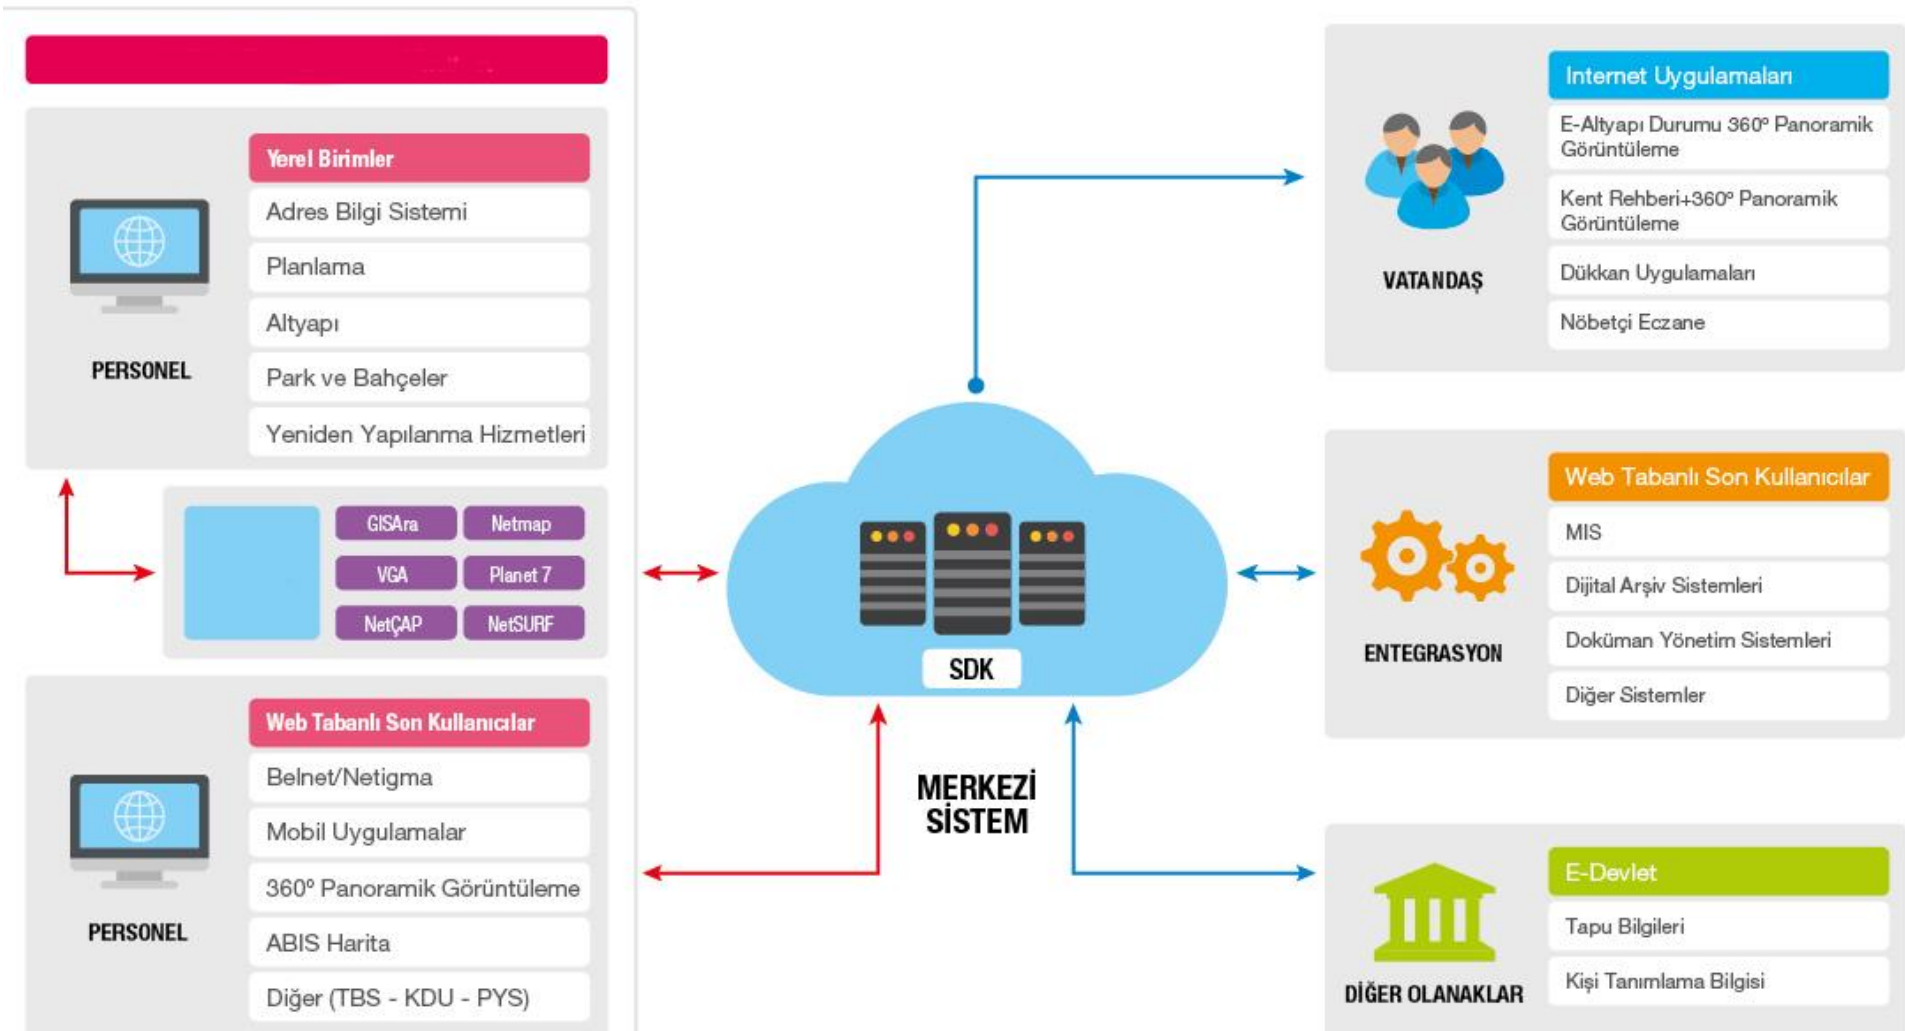 Yerel Birimler
Adres Bilgi Sistemi
Planlama
Altyapı
Park ve Bahçeler
Yeniden Yapılanma Hizmetleri
PERSONEL
GISAra
Netmap
VGA
Planet 7
NetÇAP
NetSURF
Web Tabanlı Son Kullanıcılar
Belnet/Netigma
Mobil Uygulamalar
360º Panoramik Görüntüleme
ABIS Harita
Diğer (TBS - KDU - PYS)
PERSONEL
SDK
MERKEZİ
SİSTEM
Internet Uygulamaları
E-Altyapı Durumu 360º Panoramik
Görüntüleme
Kent Rehberi+360º Panoramik
Görüntüleme
Dükkan Uygulamaları
Nöbetçi Eczane
VATANDAŞ
Web Tabanlı Son Kullanıcılar
MIS
Dijital Arşiv Sistemleri
Doküman Yönetim Sistemleri
Diğer Sistemler
ENTEGRASYON
E-Devlet
Tapu Bilgileri
Kişi Tanımlama Bilgisi
DİĞER OLANAKLAR